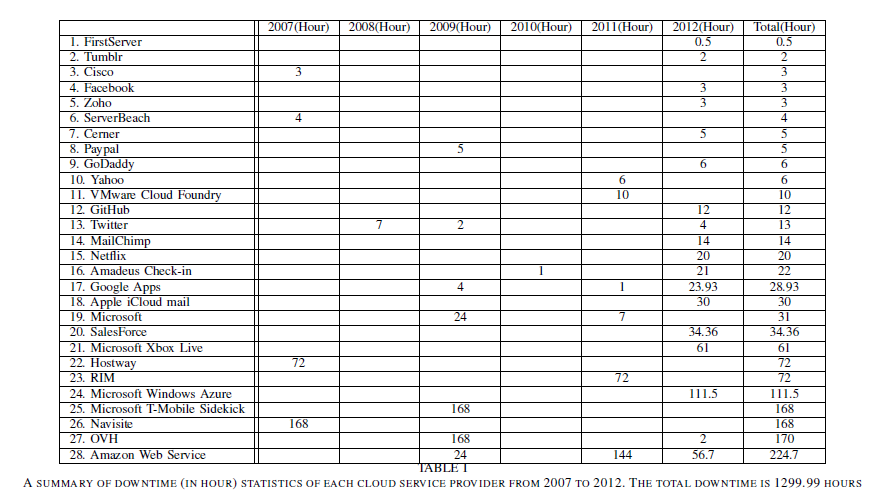 2007(Hour) 2008(Hour) 2009(Hour) 2010(Hour) 2011(Hour) 2012(Hour) Total(Hour)
1. FirstServer 0.5 0.5
2. Tumblr 2 2
3. Cisco 3 3
4. Facebook 3 3
5. Zoho 3 3
6. ServerBeach 4 4
7. Cerner 5 5
8. Paypal 5 5
9. GoDaddy 6 6
10. Yahoo 6 6
11. VMware Cloud Foundry 10 10
12. GitHub 12 12
13. Twitter 7 2 4 13
14. MailChimp 14 14
15. Netflix 20 20
16. Amadeus Check-in 1 21 22
17. Google Apps 4 1 23.93 28.93
18. Apple iCloud mail 30 30
19. Microsoft 24 7 31
20. SalesForce 34.36 34.36
21. Microsoft Xbox Live 61 61
22. Hostway 72 72
23. RIM 72 72
24. Microsoft Windows Azure 111.5 111.5
25. Microsoft T-Mobile Sidekick 168 168
26. Navisite 168 168
27. OVH 168 2 170
28. Amazon Web Service 24 144 56.7 224.7
TABLE I
A SUMMARY OF DOWNTIME (IN HOUR) STATISTICS OF EACH CLOUD SERVICE PROVIDER FROM 2007 TO 2012. THE TOTAL DOWNTIME IS 1299.99 HOURS